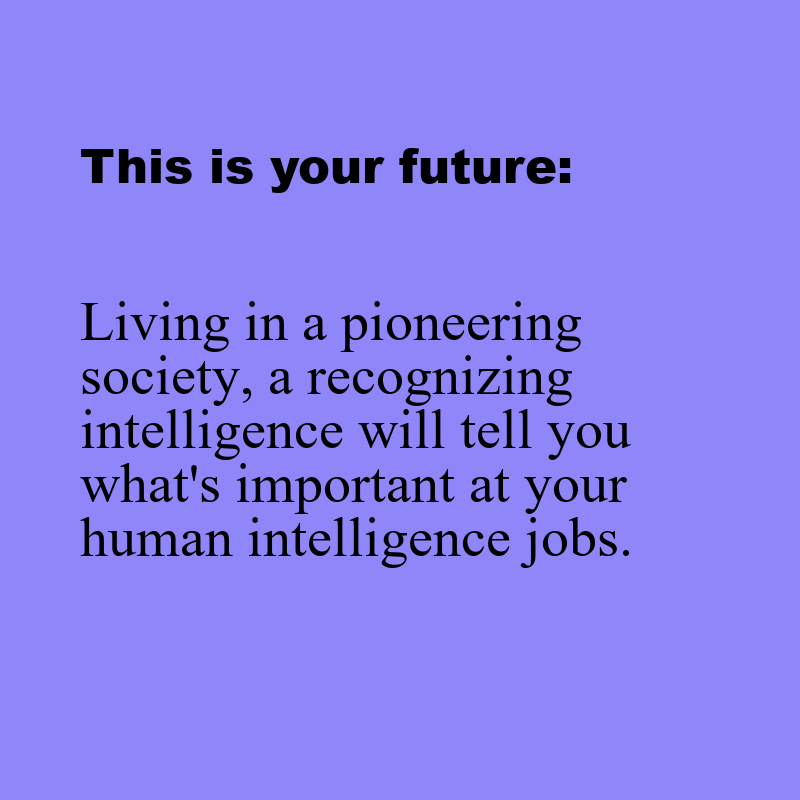 This is your future:
Living in a pioneering
society, a recognizing
intelligence will tell you
what's important at your
human intelligence jobs.